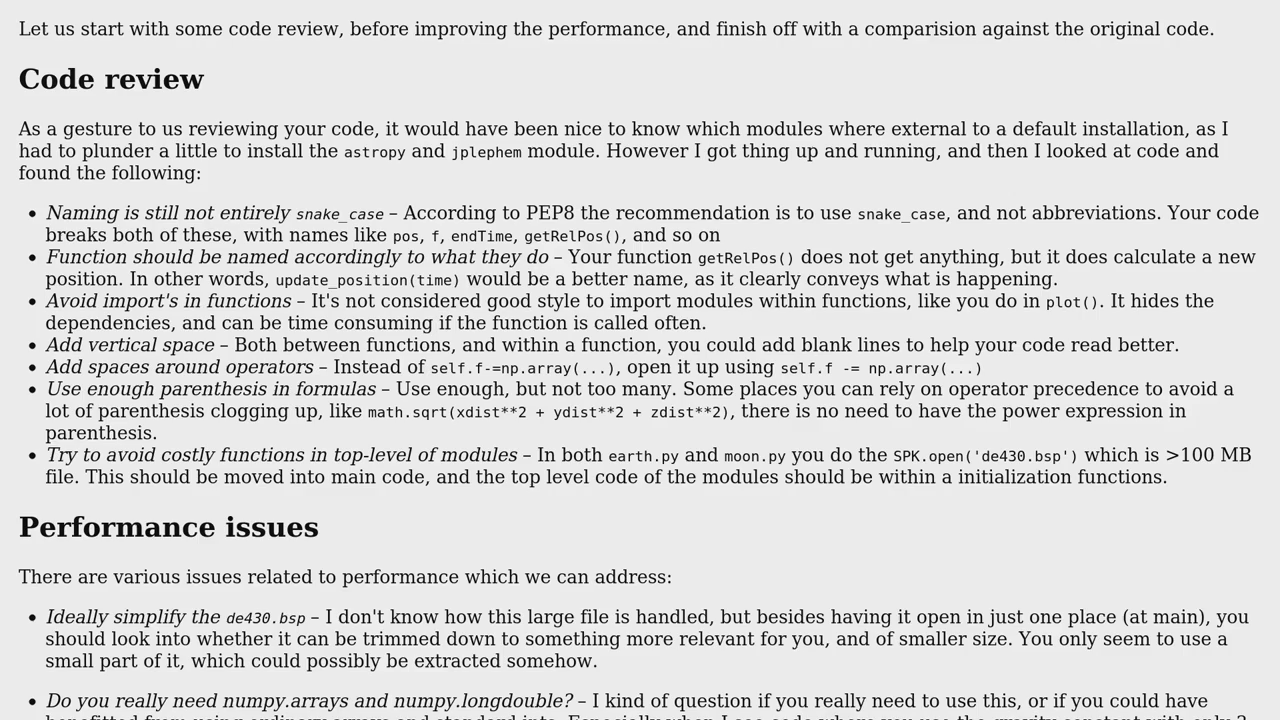 Let us start with some code review, before improving the performance, and finish off with a comparision against the original code.
Code review
As a gesture to us reviewing your code, it would have been nice to know which modules where external to a default installation, as I
had to plunder a little to install the astropy and jplephem module. However I got thing up and running, and then I looked at code and
found the following:
• Naming is still not entirely snake_case – According to PEP8 the recommendation is to use snake_case, and not abbreviations. Your code
breaks both of these, with names like pos, f, endTime, getRelPos(), and so on
• Function should be named accordingly to what they do – Your function getRelPos() does not get anything, but it does calculate a new
position. In other words, update_position(time) would be a better name, as it clearly conveys what is happening.
• Avoid import's in functions – It's not considered good style to import modules within functions, like you do in plot(). It hides the
dependencies, and can be time consuming if the function is called often.
• Add vertical space – Both between functions, and within a function, you could add blank lines to help your code read better.
• Add spaces around operators – Instead of self.f-=np.array(...), open it up using self.f -= np.array(...)
• Use enough parenthesis in formulas – Use enough, but not too many. Some places you can rely on operator precedence to avoid a
lot of parenthesis clogging up, like math.sqrt(xdist**2 + ydist**2 + zdist**2), there is no need to have the power expression in
parenthesis.
• Try to avoid costly functions in top-level of modules – In both earth.py and moon.py you do the SPK.open('de430.bsp') which is >100 MB
file. This should be moved into main code, and the top level code of the modules should be within a initialization functions.
Performance issues
There are various issues related to performance which we can address:
• Ideally simplify the de430.bsp – I don't know how this large file is handled, but besides having it open in just one place (at main), you
should look into whether it can be trimmed down to something more relevant for you, and of smaller size. You only seem to use a
small part of it, which could possibly be extracted somehow.
• Do you really need numpy.arrays and numpy.longdouble? – I kind of question if you really need to use this, or if you could have